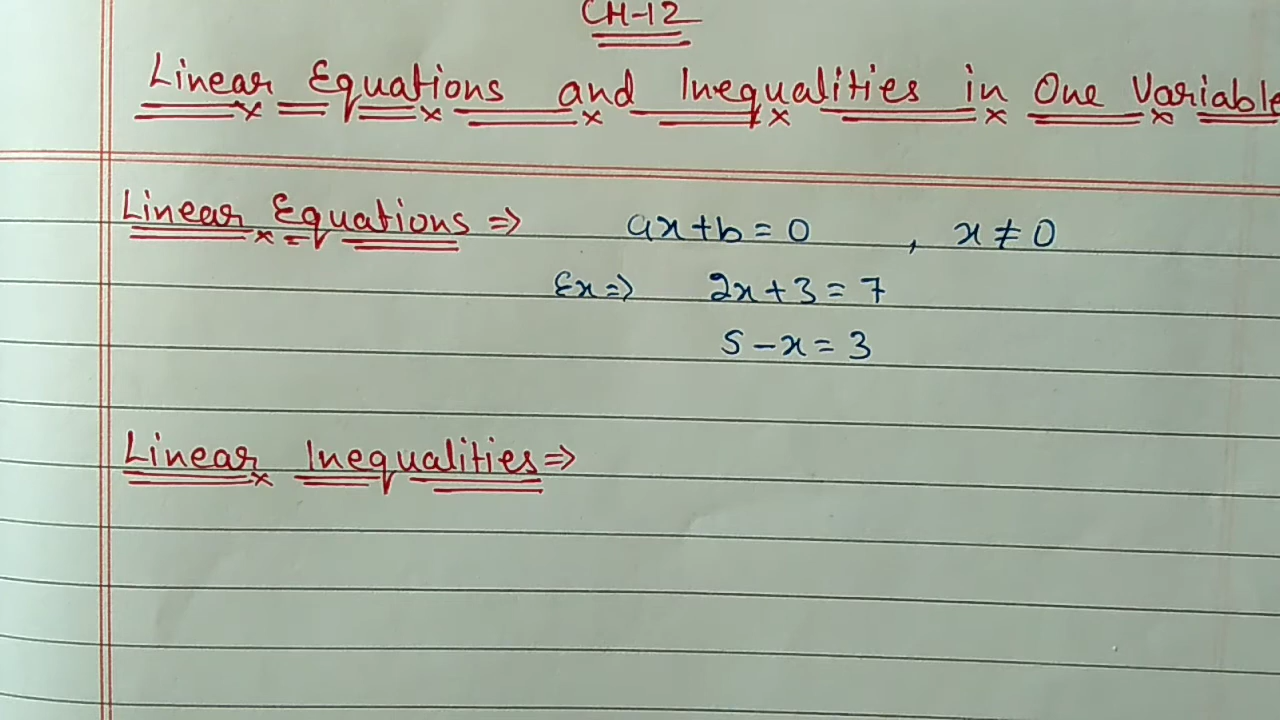 CH-12
Linear Equations and Inequalities in One Variable
Linear Equations ⇒ ax+b=0 , x≠0
Ex⇒ 2x+3=7
5-x=3
Linear Inequalities⇒